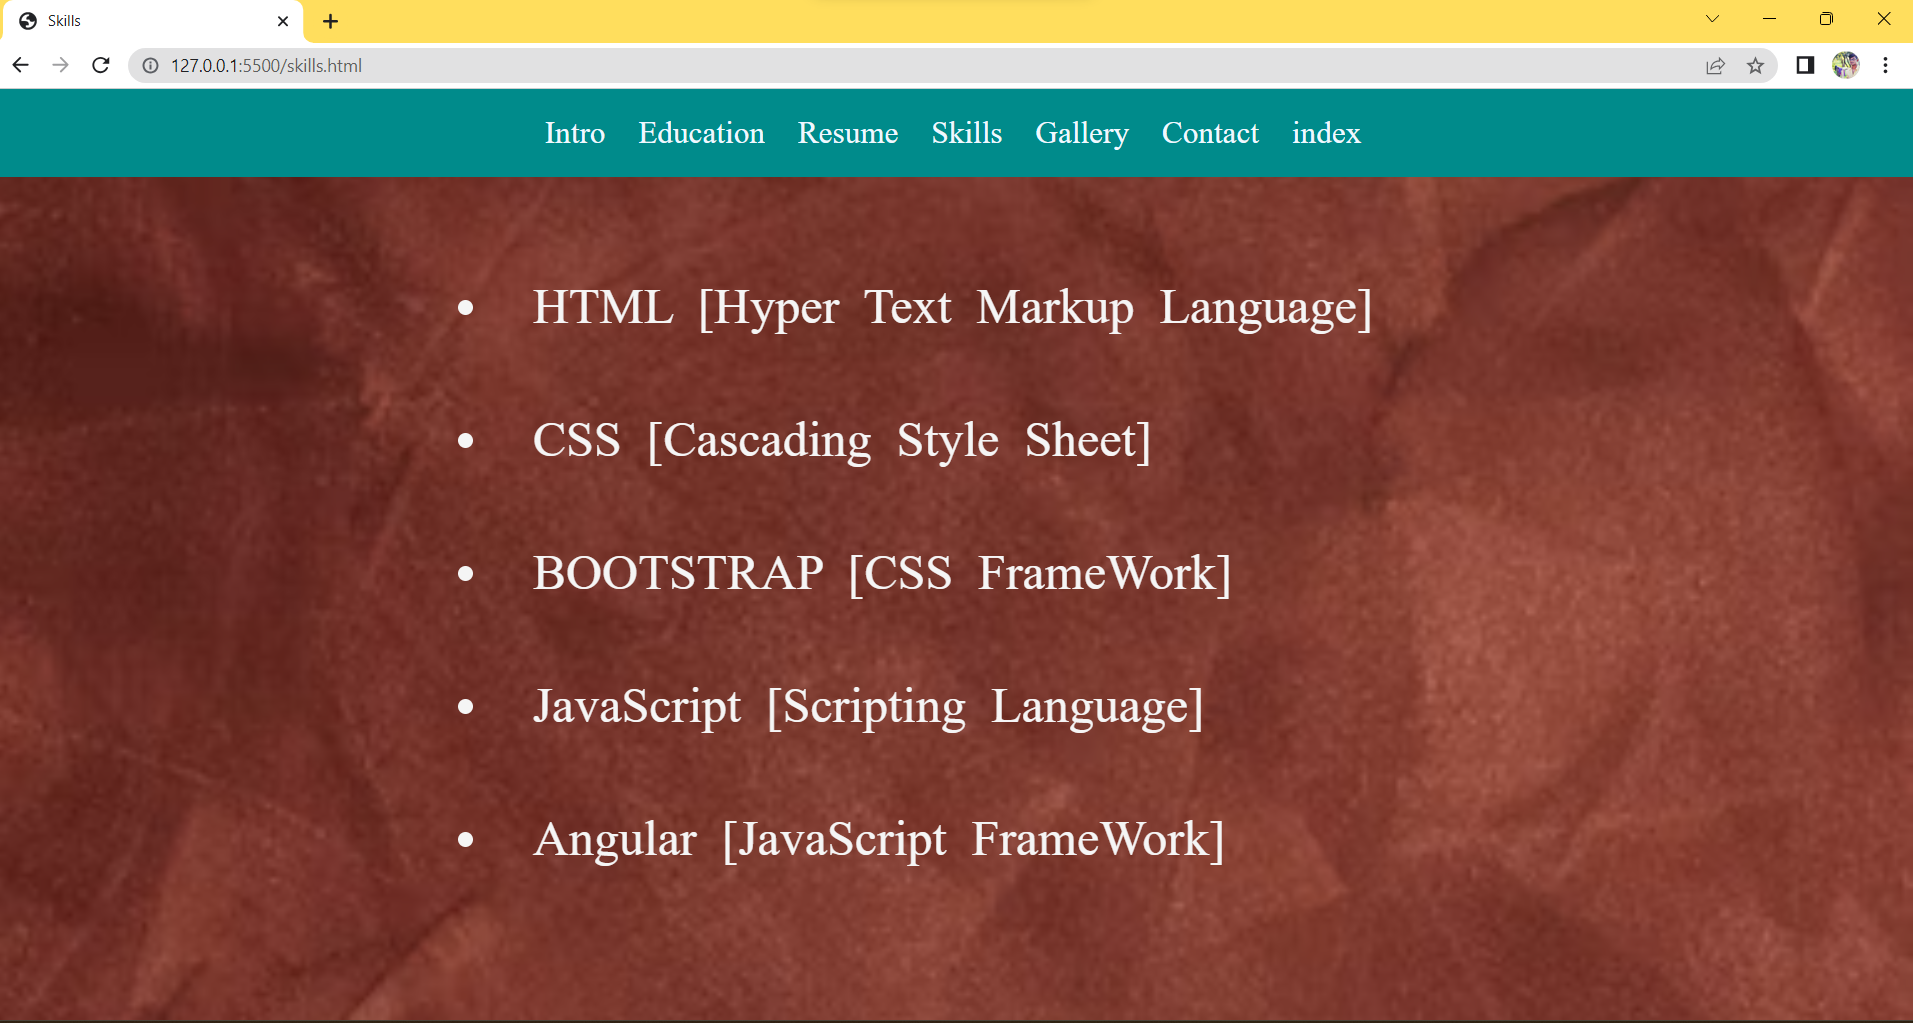 Skills
127.0.0.1:5500/skills.html
Intro Education Resume Skills Gallery Contact index
• HTML [Hyper Text Markup Language]
• CSS [Cascading Style Sheet]
• BOOTSTRAP [CSS FrameWork]
• JavaScript [Scripting Language]
• Angular [JavaScript FrameWork]